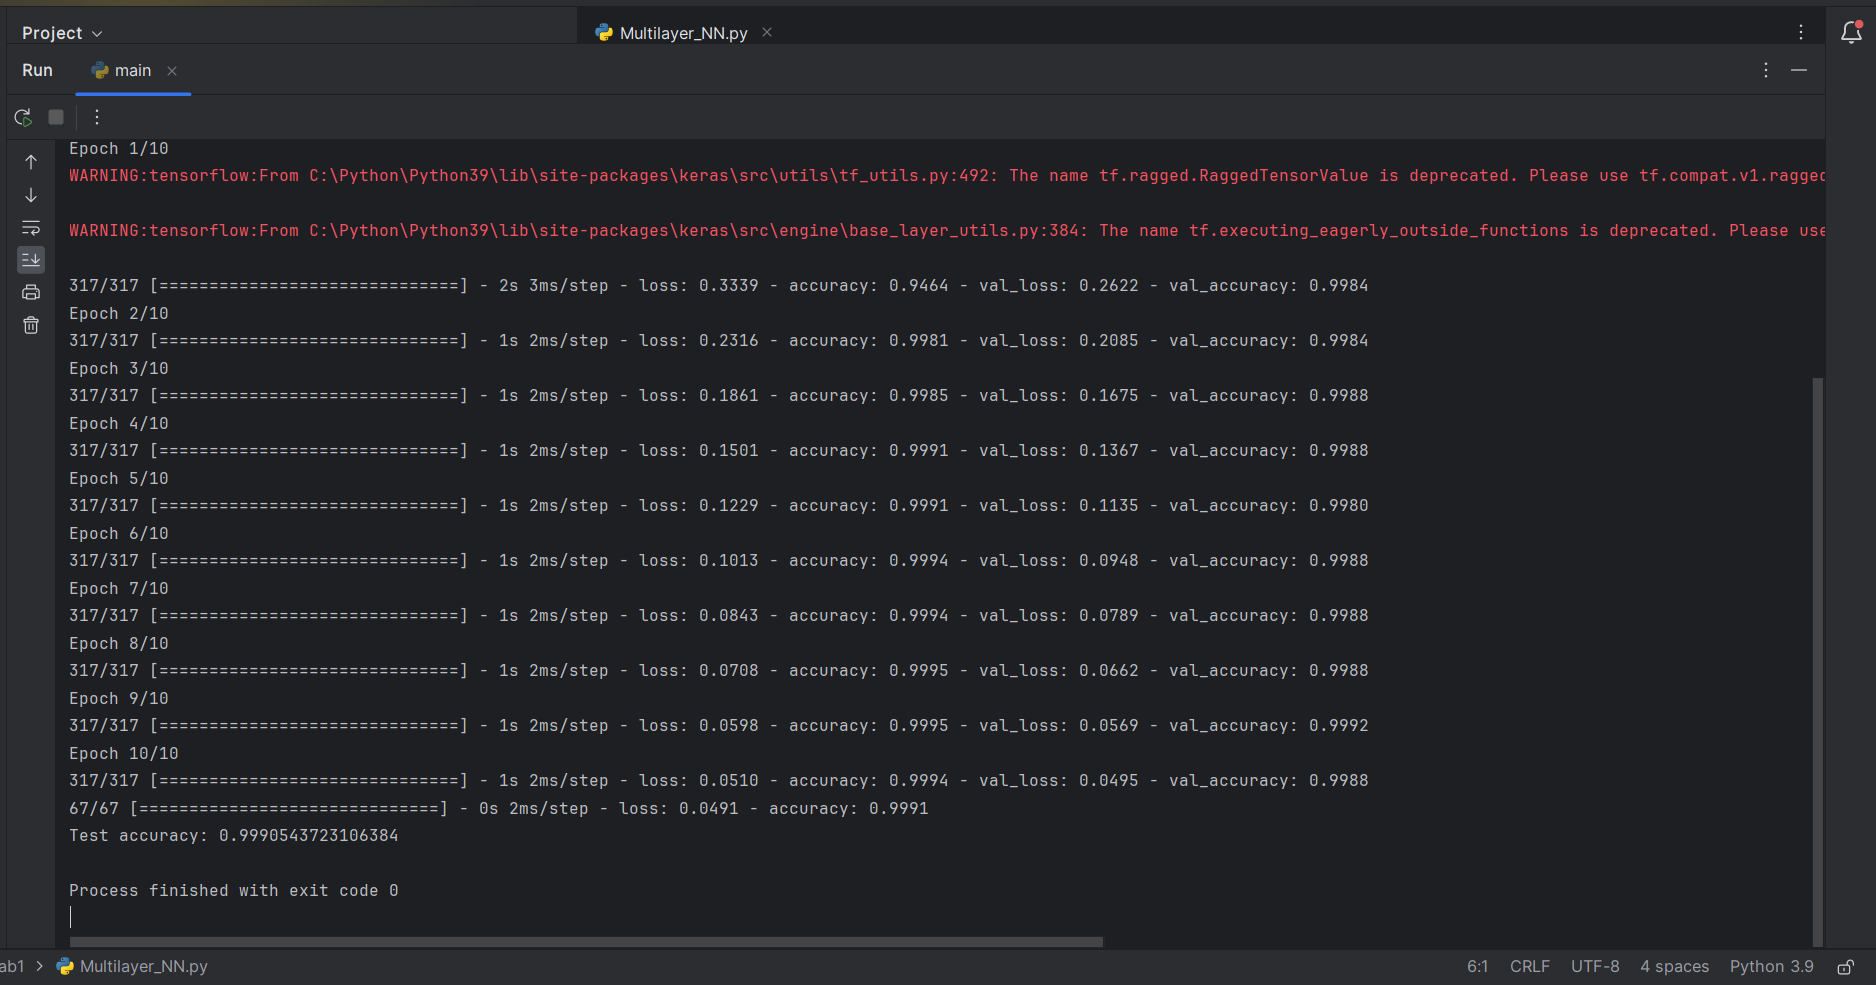 Project
Multilayer_NN.py
Run
main
Epoch 1/10
WARNING:tensorflow:From C:\Python\Python39\lib\site-packages\keras\src\utils\tf_utils.py:492: The name tf.ragged.RaggedTensorValue is deprecated. Please use tf.compat.v1.ragged
WARNING:tensorflow:From C:\Python\Python39\lib\site-packages\keras\src\engine\base_layer_utils.py:384: The name tf.executing_eagerly_outside_functions is deprecated. Please use
317/317 [==============================] - 2s 3ms/step - loss: 0.3339 - accuracy: 0.9464 - val_loss: 0.2622 - val_accuracy: 0.9984
Epoch 2/10
317/317 [==============================] - 1s 2ms/step - loss: 0.2316 - accuracy: 0.9981 - val_loss: 0.2085 - val_accuracy: 0.9984
Epoch 3/10
317/317 [==============================] - 1s 2ms/step - loss: 0.1861 - accuracy: 0.9985 - val_loss: 0.1675 - val_accuracy: 0.9988
Epoch 4/10
317/317 [==============================] - 1s 2ms/step - loss: 0.1501 - accuracy: 0.9991 - val_loss: 0.1367 - val_accuracy: 0.9988
Epoch 5/10
317/317 [==============================] - 1s 2ms/step - loss: 0.1229 - accuracy: 0.9991 - val_loss: 0.1135 - val_accuracy: 0.9980
Epoch 6/10
317/317 [==============================] - 1s 2ms/step - loss: 0.1013 - accuracy: 0.9994 - val_loss: 0.0948 - val_accuracy: 0.9988
Epoch 7/10
317/317 [==============================] - 1s 2ms/step - loss: 0.0843 - accuracy: 0.9994 - val_loss: 0.0789 - val_accuracy: 0.9988
Epoch 8/10
317/317 [==============================] - 1s 2ms/step - loss: 0.0708 - accuracy: 0.9995 - val_loss: 0.0662 - val_accuracy: 0.9988
Epoch 9/10
317/317 [==============================] - 1s 2ms/step - loss: 0.0598 - accuracy: 0.9995 - val_loss: 0.0569 - val_accuracy: 0.9992
Epoch 10/10
317/317 [==============================] - 1s 2ms/step - loss: 0.0510 - accuracy: 0.9994 - val_loss: 0.0495 - val_accuracy: 0.9988
67/67 [==============================] - 0s 2ms/step - loss: 0.0491 - accuracy: 0.9991
Test accuracy: 0.9990543723106384
Process finished with exit code 0
ab1 > Multilayer_NN.py 6:1 CRLF UTF-8 4 spaces Python 3.9